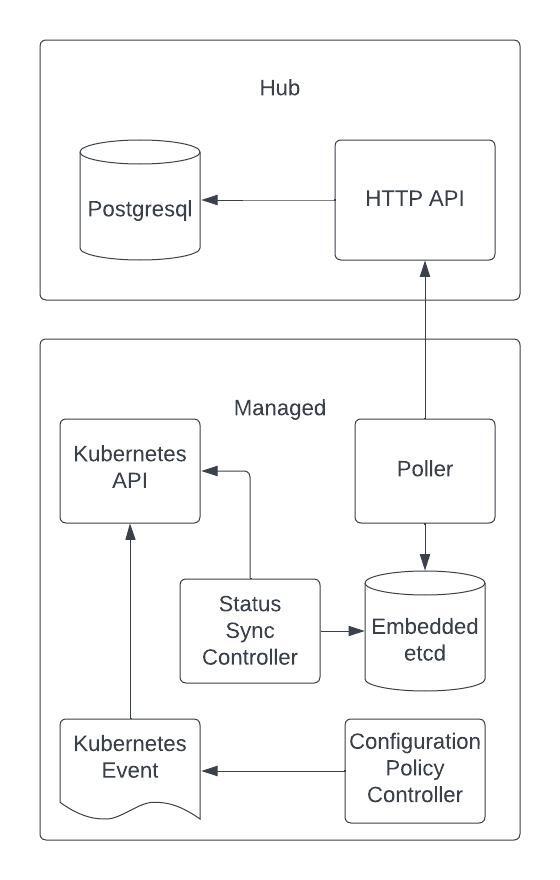 Hub
Postgresql
HTTP API
Managed
Kubernetes
API
Poller
Status
Sync
Controller
Embedded
etcd
Kubernetes
Event
Configuration
Policy
Controller